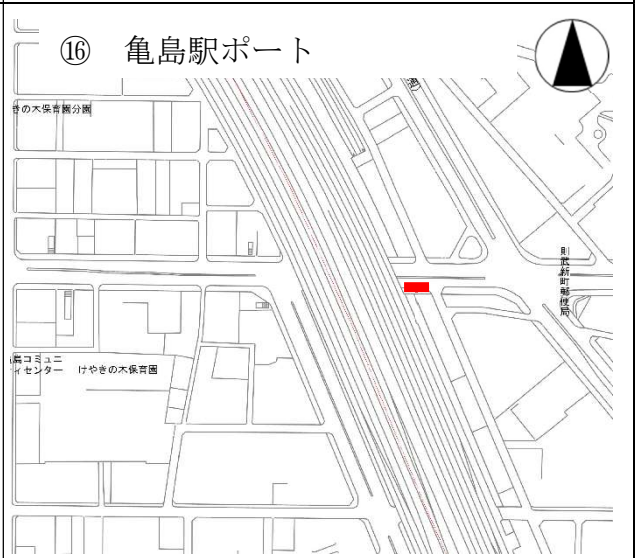 ⑯ 亀島駅ポート
きの木保育園分園
則武新町郵便局
島コミュニ
ィセンター
けやきの木保育園